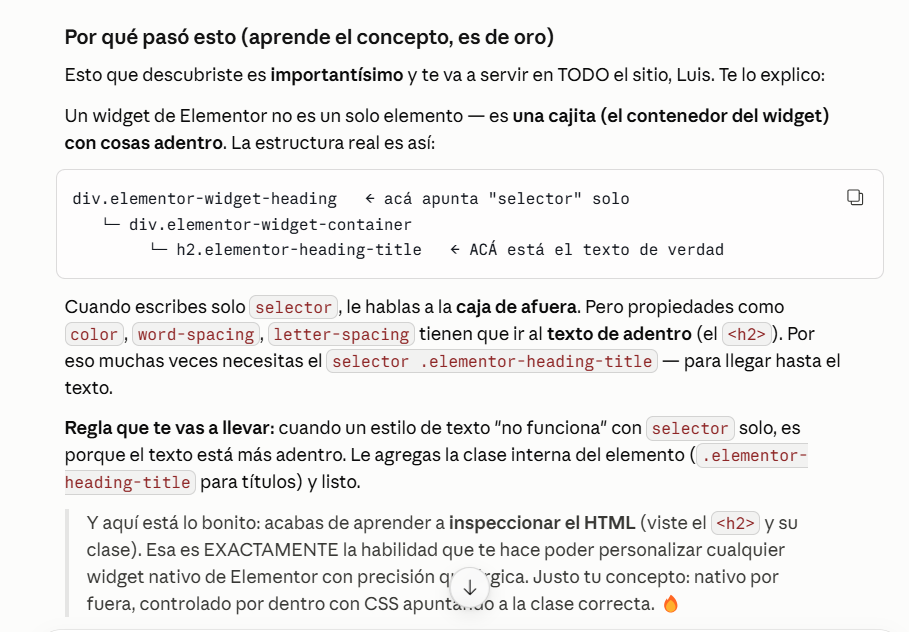 Por qué pasó esto (aprende el concepto, es de oro)
Esto que descubriste es importantísimo y te va a servir en TODO el sitio, Luis. Te lo explico:
Un widget de Elementor no es un solo elemento — es una cajita (el contenedor del widget)
con cosas adentro. La estructura real es así:
div.elementor-widget-heading ← acá apunta "selector" solo
└─ div.elementor-widget-container
└─ h2.elementor-heading-title ← ACÁ está el texto de verdad
Cuando escribes solo selector, le hablas a la caja de afuera. Pero propiedades como
color, word-spacing, letter-spacing tienen que ir al texto de adentro (el <h2>). Por
eso muchas veces necesitas el selector .elementor-heading-title — para llegar hasta el
texto.
Regla que te vas a llevar: cuando un estilo de texto "no funciona" con selector solo, es
porque el texto está más adentro. Le agregas la clase interna del elemento (.elementor-
heading-title para títulos) y listo.
Y aquí está lo bonito: acabas de aprender a inspeccionar el HTML (viste el <h2> y su
clase). Esa es EXACTAMENTE la habilidad que te hace poder personalizar cualquier
widget nativo de Elementor con precisión. Justo tu concepto: nativo por
fuera, controlado por dentro con CSS apuntando a la clase correcta. 🔥